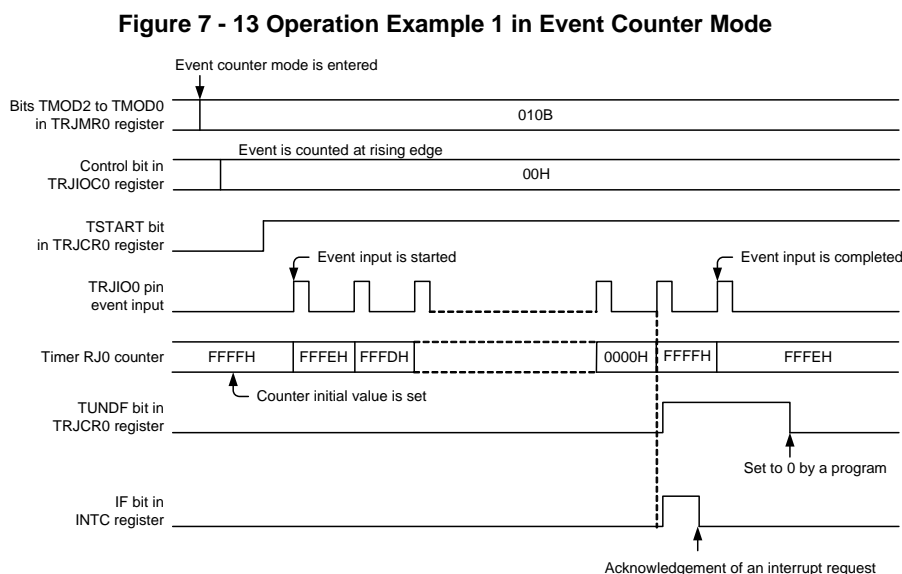 Figure 7 - 13 Operation Example 1 in Event Counter Mode
Event counter mode is entered
Bits TMOD2 to TMOD0
in TRJMR0 register
010B
Event is counted at rising edge
Control bit in
TRJIOC0 register
00H
TSTART bit
in TRJCR0 register
Event input is started
Event input is completed
TRJIO0 pin
event input
Timer RJ0 counter
FFFFH
FFFEH
FFFDH
0000H
FFFFH
FFFEH
Counter initial value is set
TUNDF bit in
TRJCR0 register
Set to 0 by a program
IF bit in
INTC register
Acknowledgement of an interrupt request